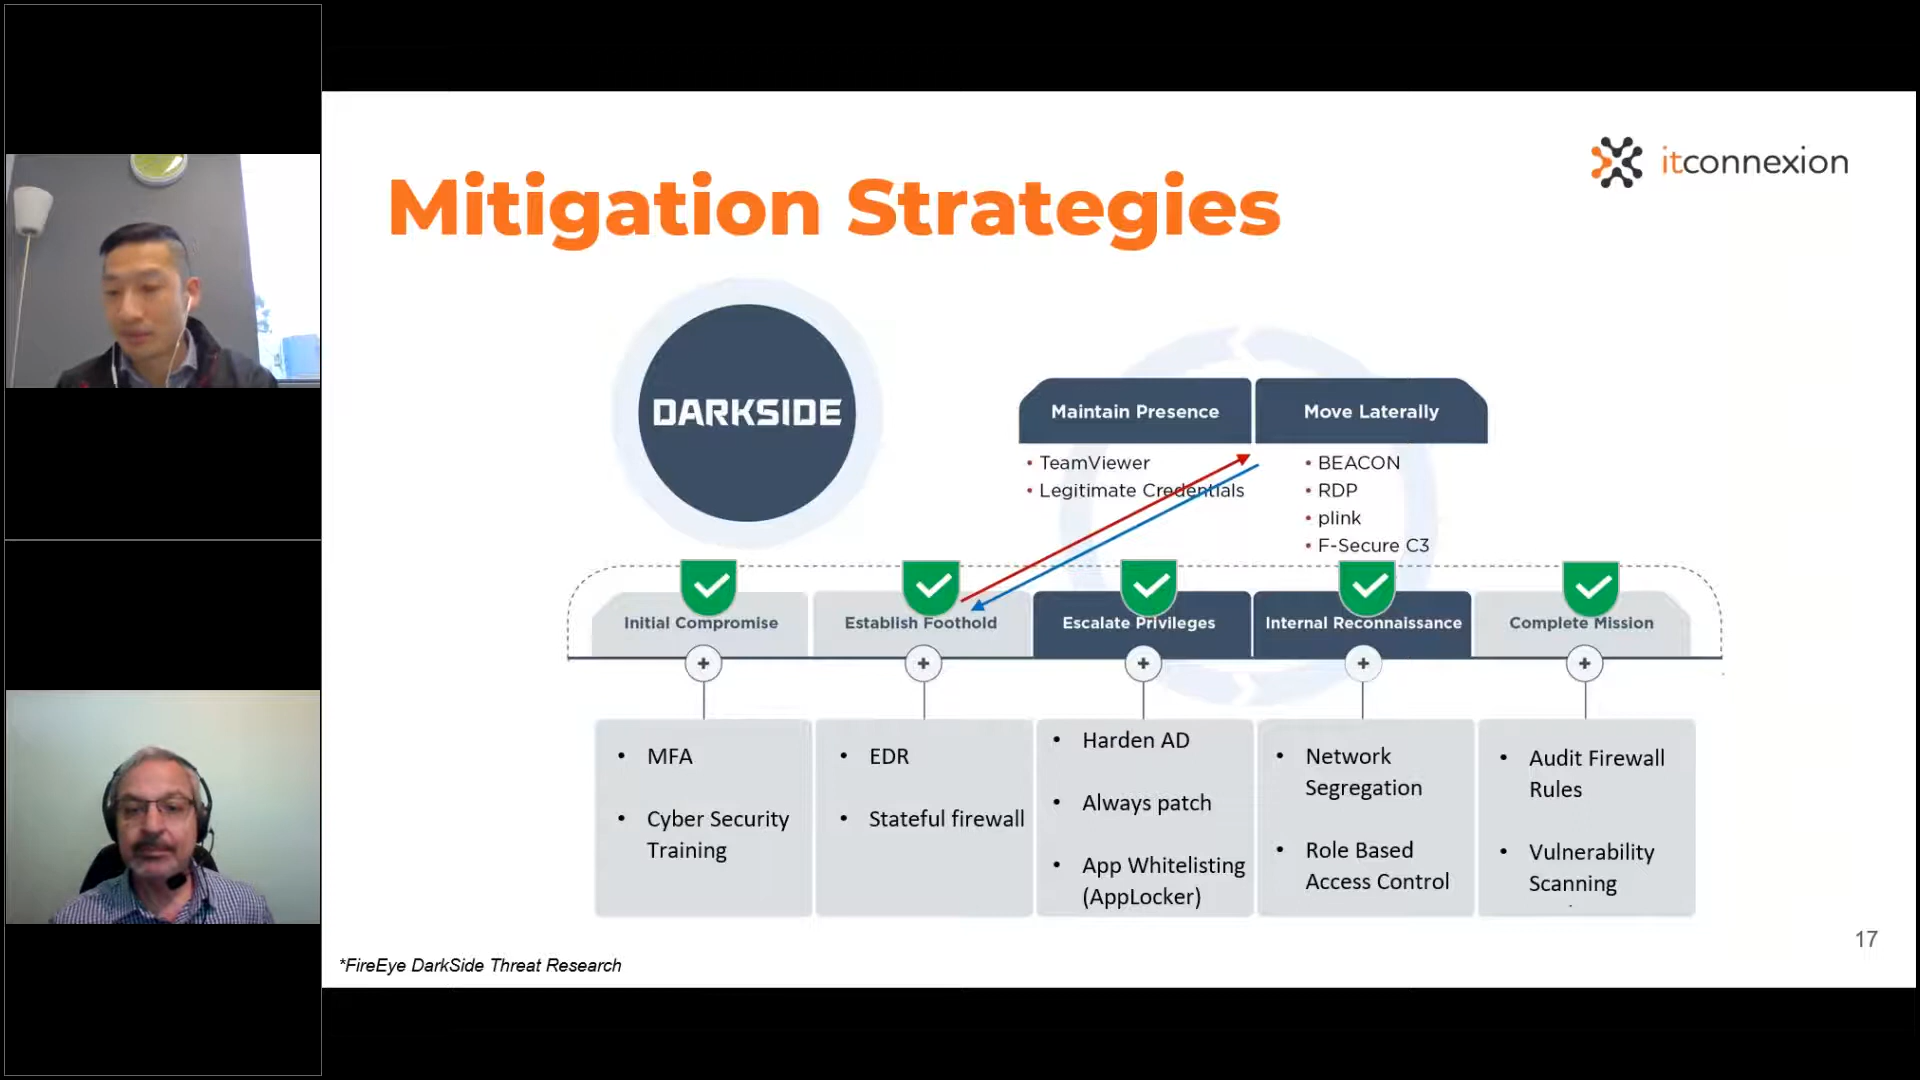 itconnexion
Mitigation Strategies
DARKSIDE
Maintain Presence
Move Laterally
• TeamViewer
• Legitimate Credentials
• BEACON
• RDP
• plink
• F-Secure C3
Initial Compromise
Establish Foothold
Escalate Privileges
Internal Reconnaissance
Complete Mission
• MFA
• Cyber Security
Training
• EDR
• Stateful firewall
• Harden AD
• Always patch
• App Whitelisting
(AppLocker)
• Network
Segregation
• Role Based
Access Control
• Audit Firewall
Rules
• Vulnerability
Scanning
17
*FireEye DarkSide Threat Research